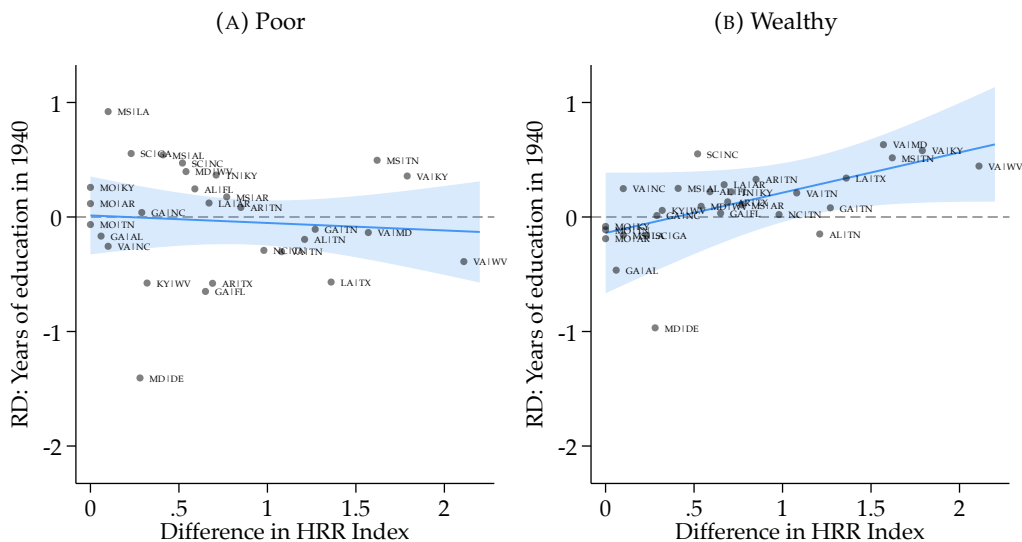 (A) Poor
RD: Years of education in 1940
1
0
-1
-2
MS|LA
SC|GA
MS|AL
SC|NC
MD|WV
TN|KY
MS|TN
VA|KY
MO|KY
AL|FL
MS|AR
MO|AR
LA|AR
AR|TN
GA|NC
MO|TN
GA|AL
GA|TN
VA|MD
AL|TN
VA|NC
NC|TN
VA|TN
VA|WV
KY|WV
AR|TX
GA|FL
LA|TX
MD|DE
0
.5
1
1.5
2
Difference in HRR Index
(B) Wealthy
RD: Years of education in 1940
1
0
-1
-2
VA|MD
VA|KY
SC|NC
MS|TN
VA|WV
LA|TX
AR|TN
LA|AR
VA|NC
MS|AL
AL|FL
TN|KY
VA|TN
AR|TX
MS|AR
MD|WV
GA|TN
KY|WV
GA|FL
NC|TN
GA|NC
MO|KY
MO|TN
MO|AR
MS|LA
SC|GA
AL|TN
GA|AL
MD|DE
0
.5
1
1.5
2
Difference in HRR Index